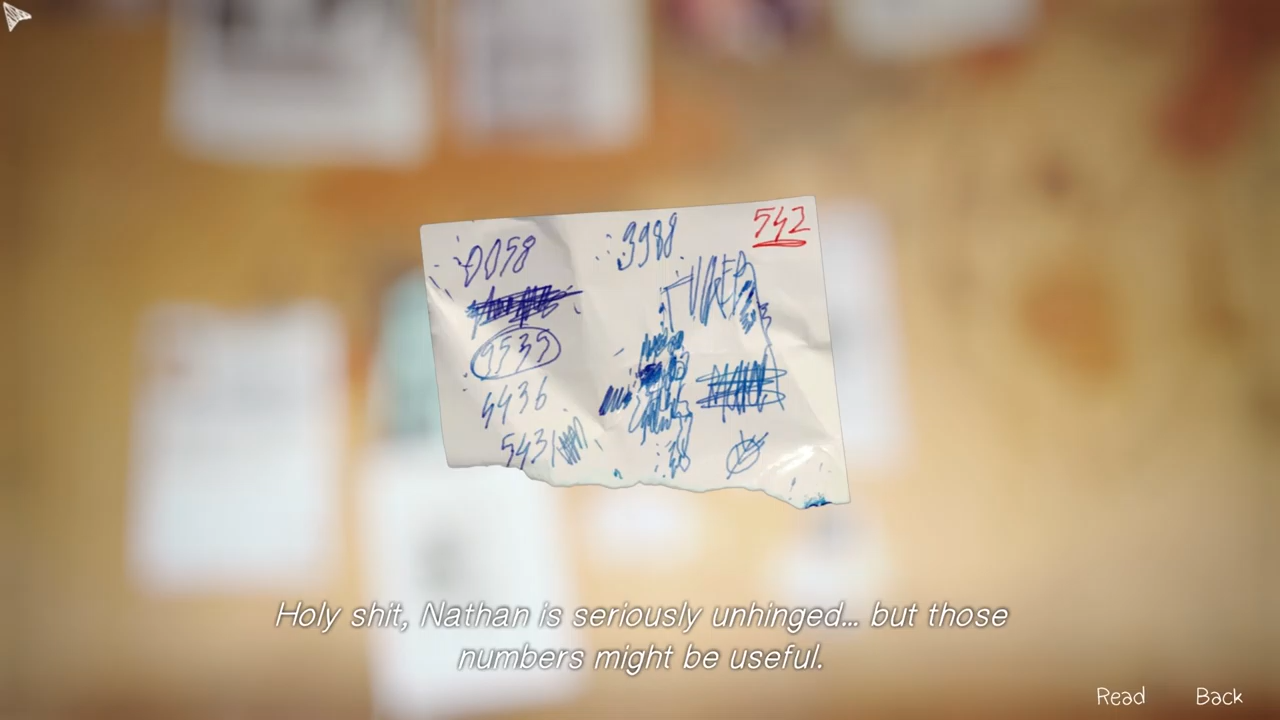 542
0058
3988
9539
4436
543
Holy shit, Nathan is seriously unhinged... but those
numbers might be useful.
Read
Back